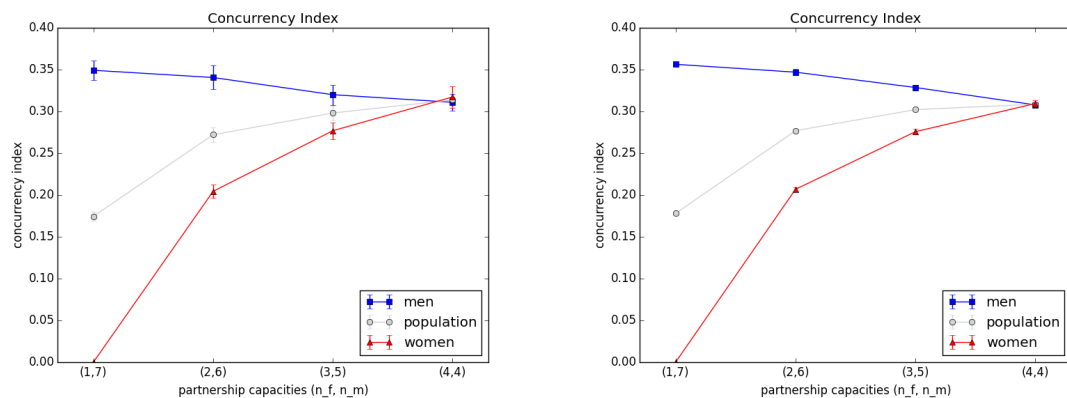 Concurrency Index
0.40
0.35
0.30
0.25
0.20
0.15
0.10
0.05
0.00
concurrency index
men
population
women
(1,7)
(2,6)
(3,5)
(4,4)
partnership capacities (n_f, n_m)
Concurrency Index
0.40
0.35
0.30
0.25
0.20
0.15
0.10
0.05
0.00
concurrency index
men
population
women
(1,7)
(2,6)
(3,5)
(4,4)
partnership capacities (n_f, n_m)